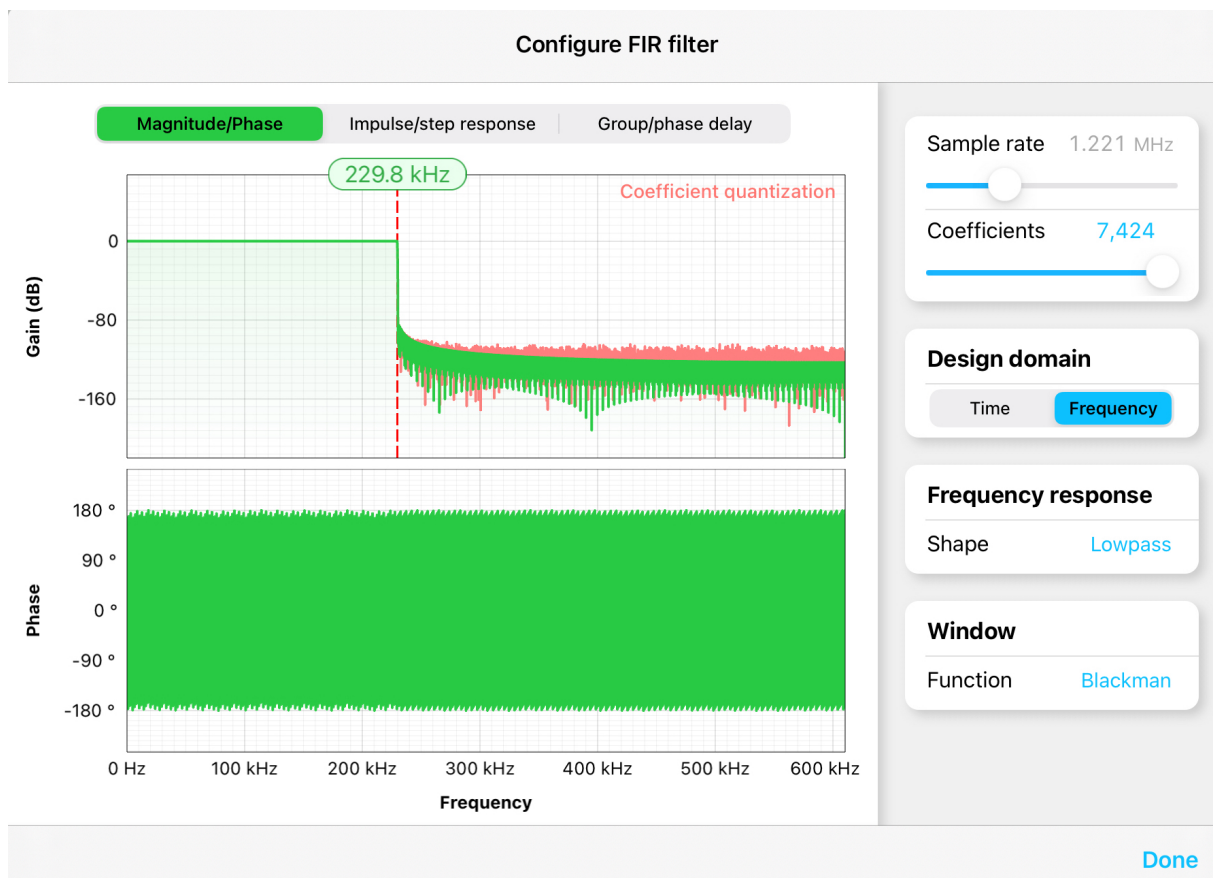 Configure FIR filter
Magnitude/Phase
Impulse/step response
Group/phase delay
229.8 kHz
Coefficient quantization
Gain (dB)
0
-80
-160
Phase
180 °
90 °
0 °
-90 °
-180 °
0 Hz 100 kHz 200 kHz 300 kHz 400 kHz 500 kHz 600 kHz
Frequency
Sample rate 1.221 MHz
Coefficients 7,424
Design domain
Time Frequency
Frequency response
Shape Lowpass
Window
Function Blackman
Done